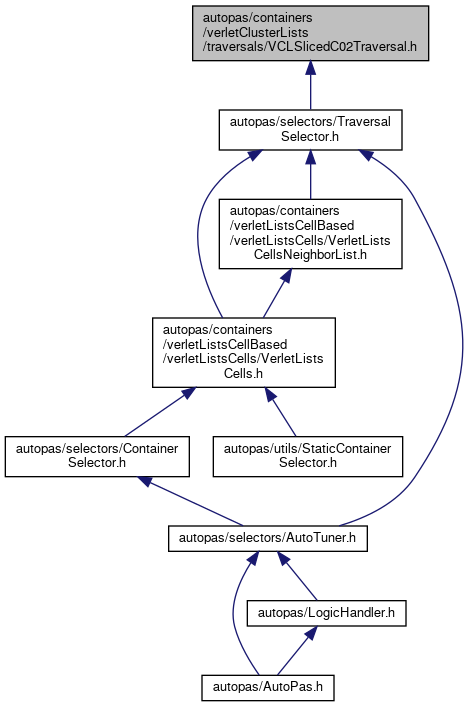 autopas/containers
/verletClusterLists
/traversals/VCLSlicedC02Traversal.h
autopas/selectors/Traversal
Selector.h
autopas/containers
/verletListsCellBased
/verletListsCells/VerletLists
CellsNeighborList.h
autopas/containers
/verletListsCellBased
/verletListsCells/VerletLists
Cells.h
autopas/selectors/Container
Selector.h
autopas/utils/StaticContainer
Selector.h
autopas/selectors/AutoTuner.h
autopas/LogicHandler.h
autopas/AutoPas.h